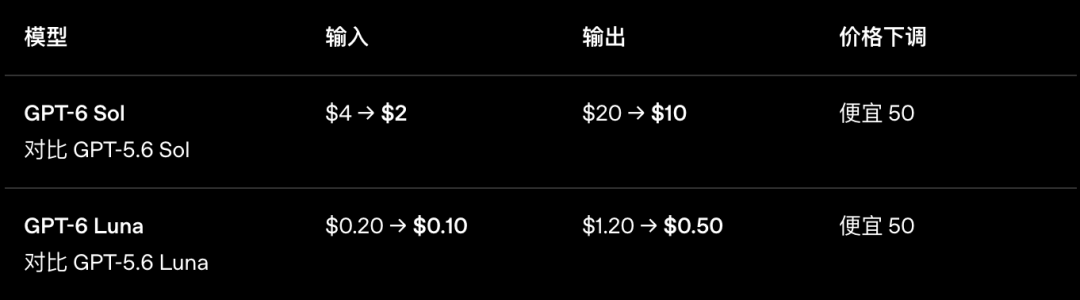 模型 输入 输出 价格下调
GPT-6 Sol $4 → $2 $20 → $10 便宜 50
对比 GPT-5.6 Sol
GPT-6 Luna $0.20 → $0.10 $1.20 → $0.50 便宜 50
对比 GPT-5.6 Luna